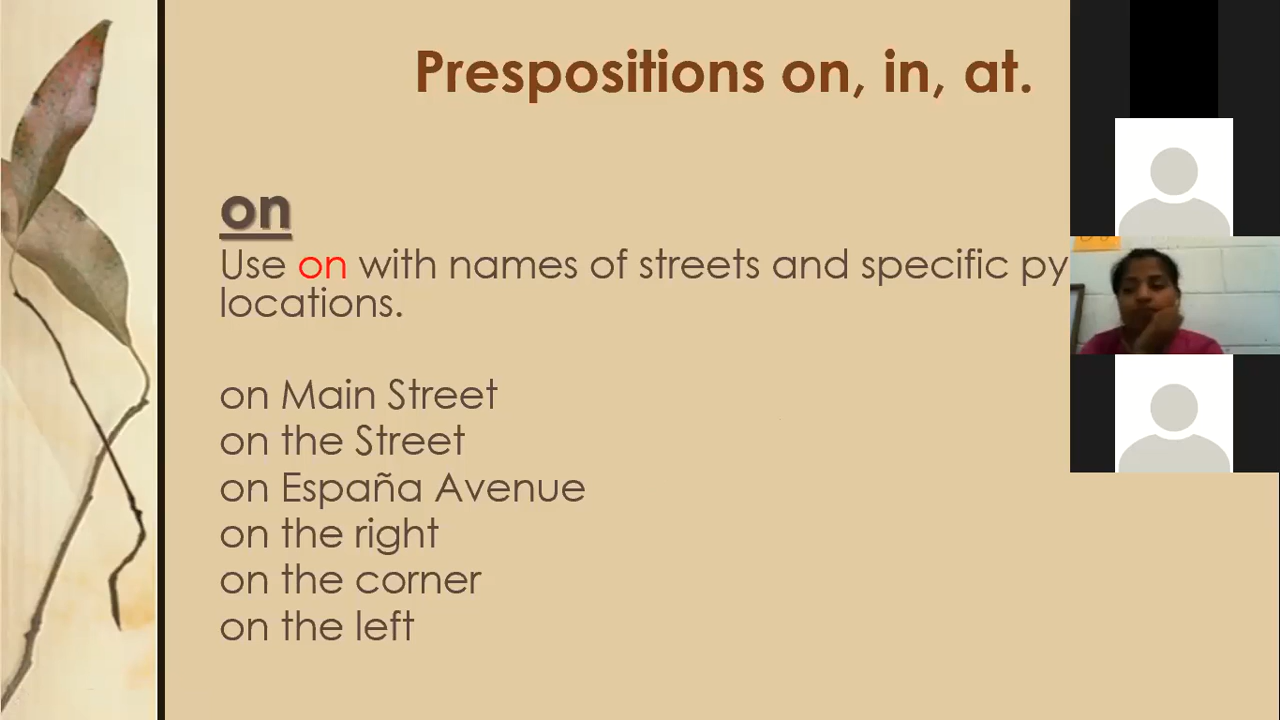 Prespositions on, in, at.
on
Use on with names of streets and specific py
locations.
on Main Street
on the Street
on España Avenue
on the right
on the corner
on the left